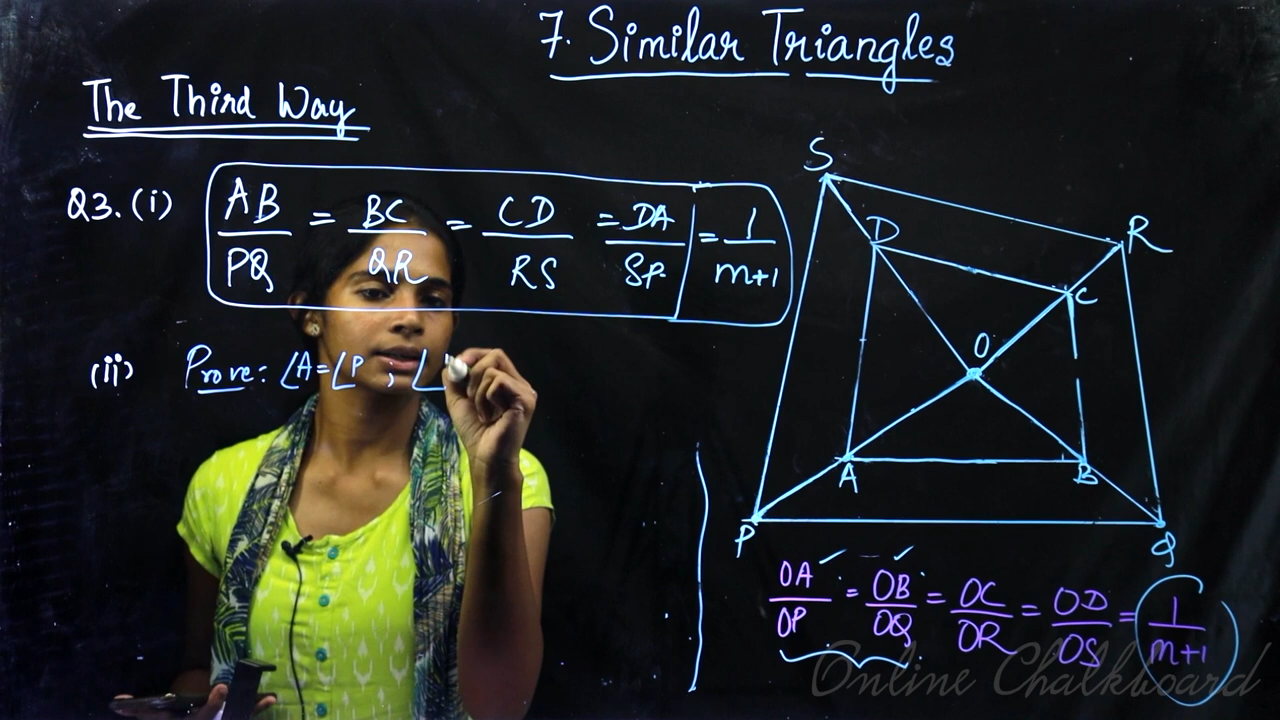 7. Similar Triangles
The Third Way
Q3. (i) AB/PQ = BC/QR = CD/RS = DA/SP = 1/m+1
(ii) Prove: ∠A=∠P ; ∠
S
D
R
C
O
A
B
P
Q
OA/OP = OB/OQ = OC/OR = OD/OS = 1/m+1
Online Chalkboard